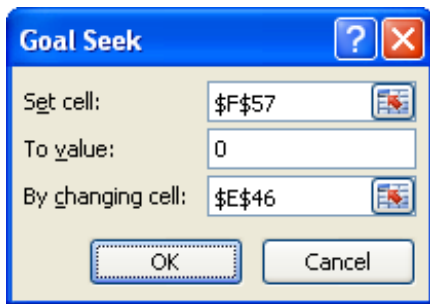 Goal Seek
Set cell: $F$57
To value: 0
By changing cell: $E$46
OK Cancel